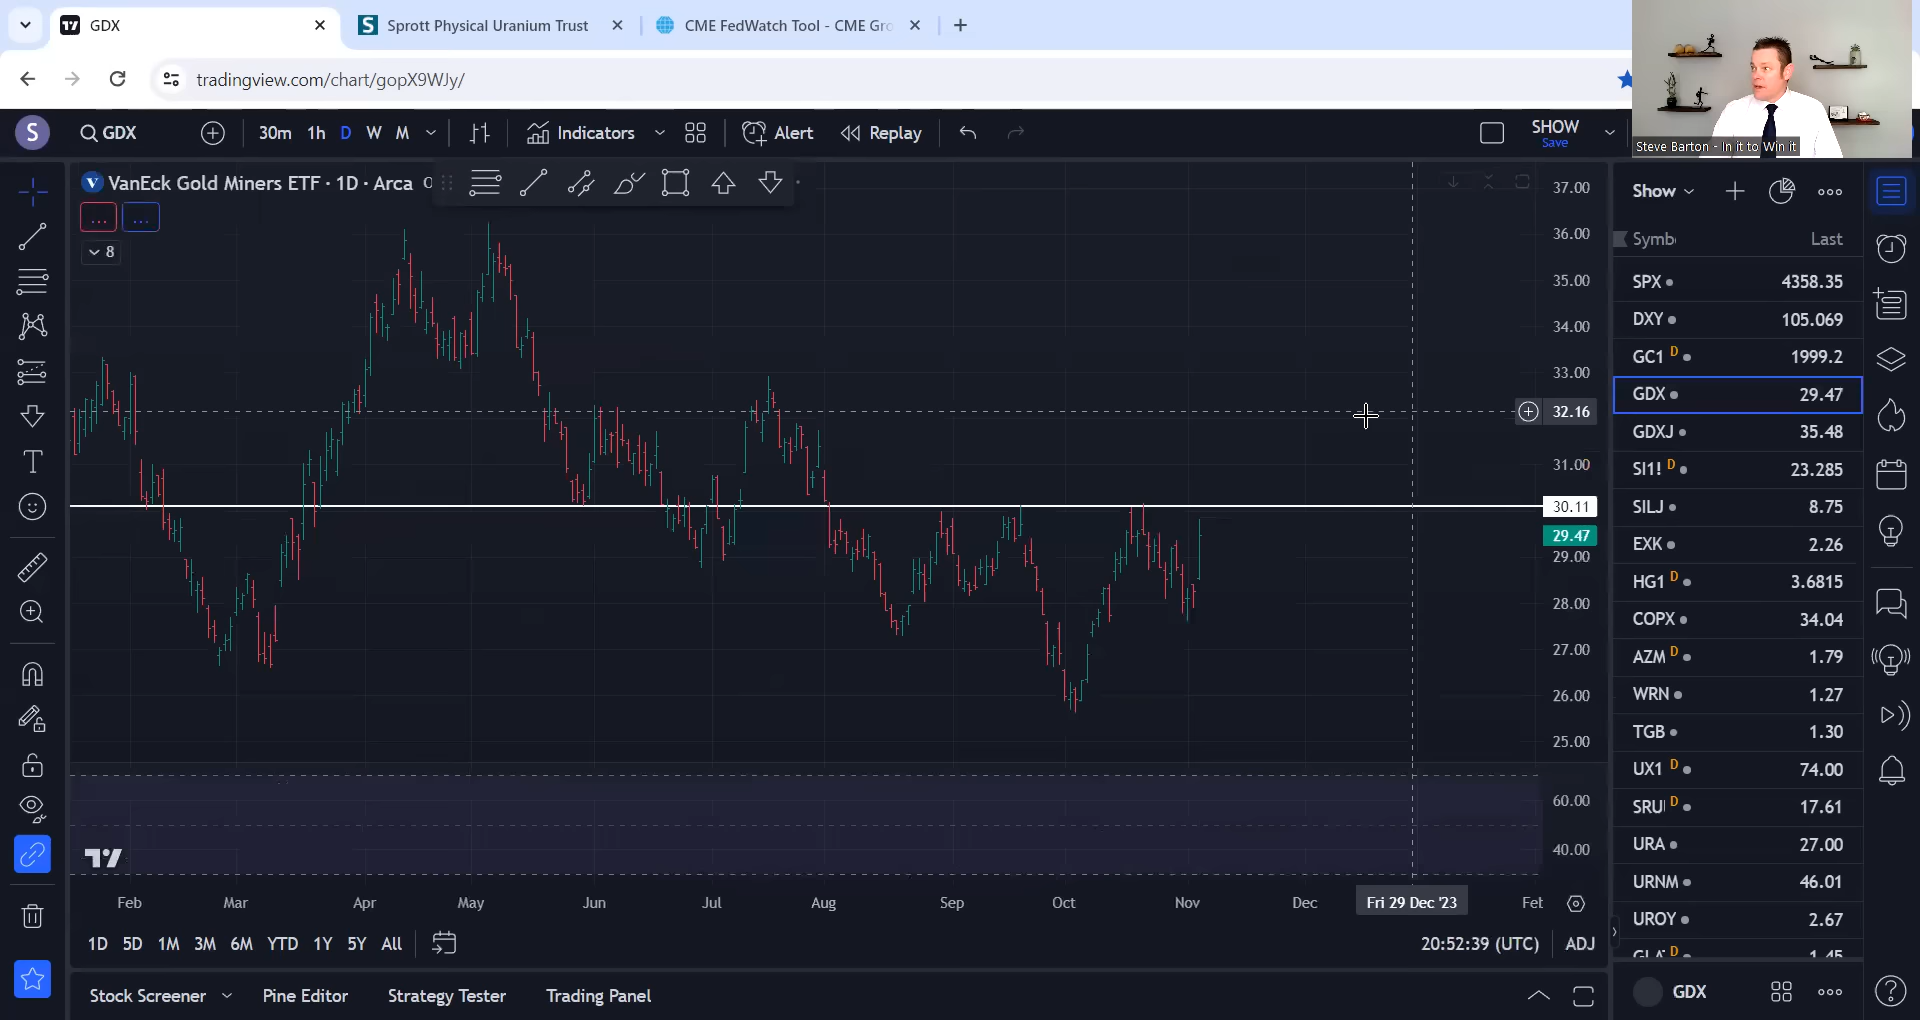 GDX
Sprott Physical Uranium Trust
CME FedWatch Tool - CME Gro
tradingview.com/chart/gopX9WJy/
Steve Barton - In it to Win it
S
GDX
30m
1h
D
W
M
Indicators
Alert
Replay
SHOW
Save
VanEck Gold Miners ETF · 1D · Arca
8
Show
Symb
Last
SPX
4358.35
DXY
105.069
GC1 D
1999.2
GDX
29.47
GDXJ
35.48
SI1! D
23.285
SILJ
8.75
EXK
2.26
HG1 D
3.6815
COPX
34.04
AZM D
1.79
WRN
1.27
TGB
1.30
UX1 D
74.00
SRU D
17.61
URA
27.00
URNM
46.01
UROY
2.67
37.00
36.00
35.00
34.00
33.00
32.16
31.00
30.11
29.47
29.00
28.00
27.00
26.00
25.00
60.00
40.00
Feb
Mar
Apr
May
Jun
Jul
Aug
Sep
Oct
Nov
Dec
Fri 29 Dec '23
1D
5D
1M
3M
6M
YTD
1Y
5Y
All
20:52:39 (UTC)
ADJ
Stock Screener
Pine Editor
Strategy Tester
Trading Panel
GDX